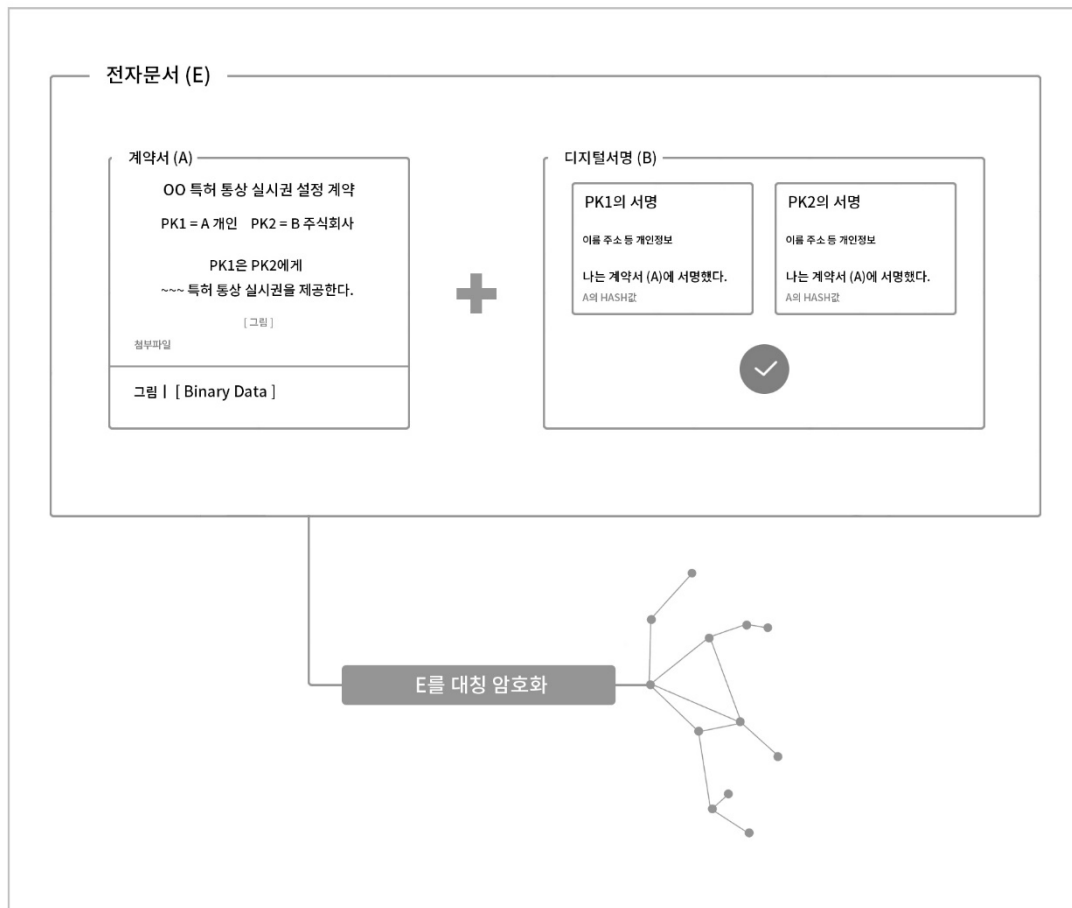 전자문서 (E)
계약서 (A)
OO 특허 통상 실시권 설정 계약
PK1 = A 개인 PK2 = B 주식회사
PK1은 PK2에게
~~~ 특허 통상 실시권을 제공한다.
[ 그림 ]
첨부파일
그림 | [ Binary Data ]
디지털서명 (B)
PK1의 서명
이름 주소 등 개인정보
나는 계약서 (A)에 서명했다.
A의 HASH값
PK2의 서명
이름 주소 등 개인정보
나는 계약서 (A)에 서명했다.
A의 HASH값
E를 대칭 암호화